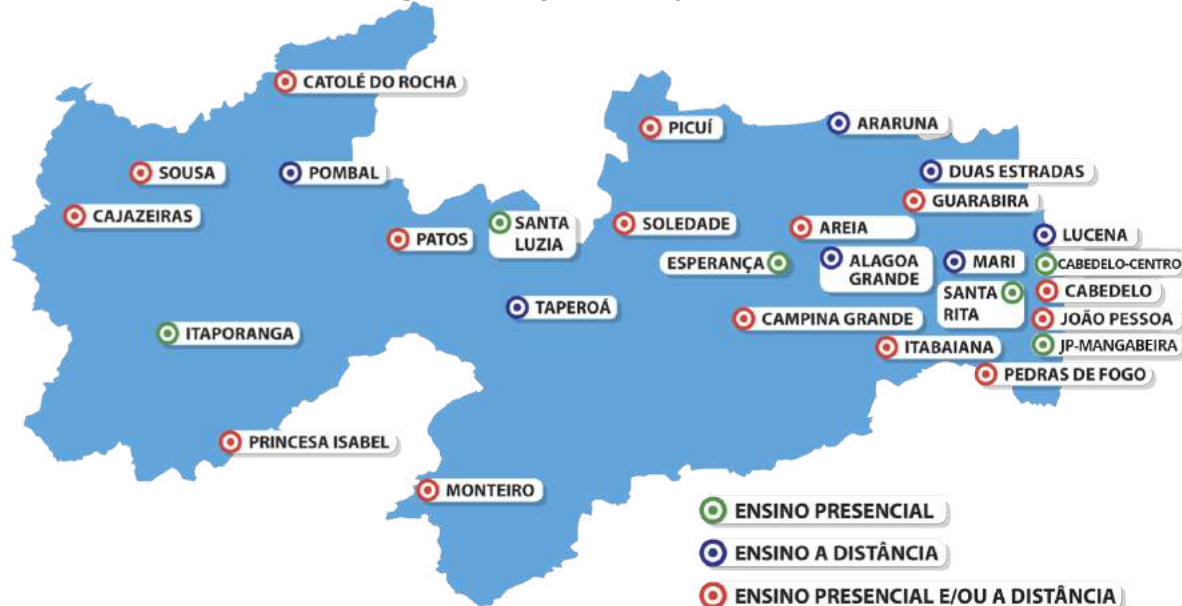 CATOLÉ DO ROCHA
PICUÍ
ARARUNA
SOUSA
POMBAL
DUAS ESTRADAS
GUARABIRA
CAJAZEIRAS
PATOS
SANTA
LUZIA
SOLEDADE
AREIA
LUCENA
ESPERANÇA
ALAGOA
GRANDE
MARI
CABEDELO-CENTRO
SANTA
RITA
CABEDELO
TAPEROÁ
CAMPINA GRANDE
JOÃO PESSOA
ITAPORANGA
ITABAIANA
JP-MANGABEIRA
PEDRAS DE FOGO
PRINCESA ISABEL
MONTEIRO
ENSINO PRESENCIAL
ENSINO A DISTÂNCIA
ENSINO PRESENCIAL E/OU A DISTÂNCIA